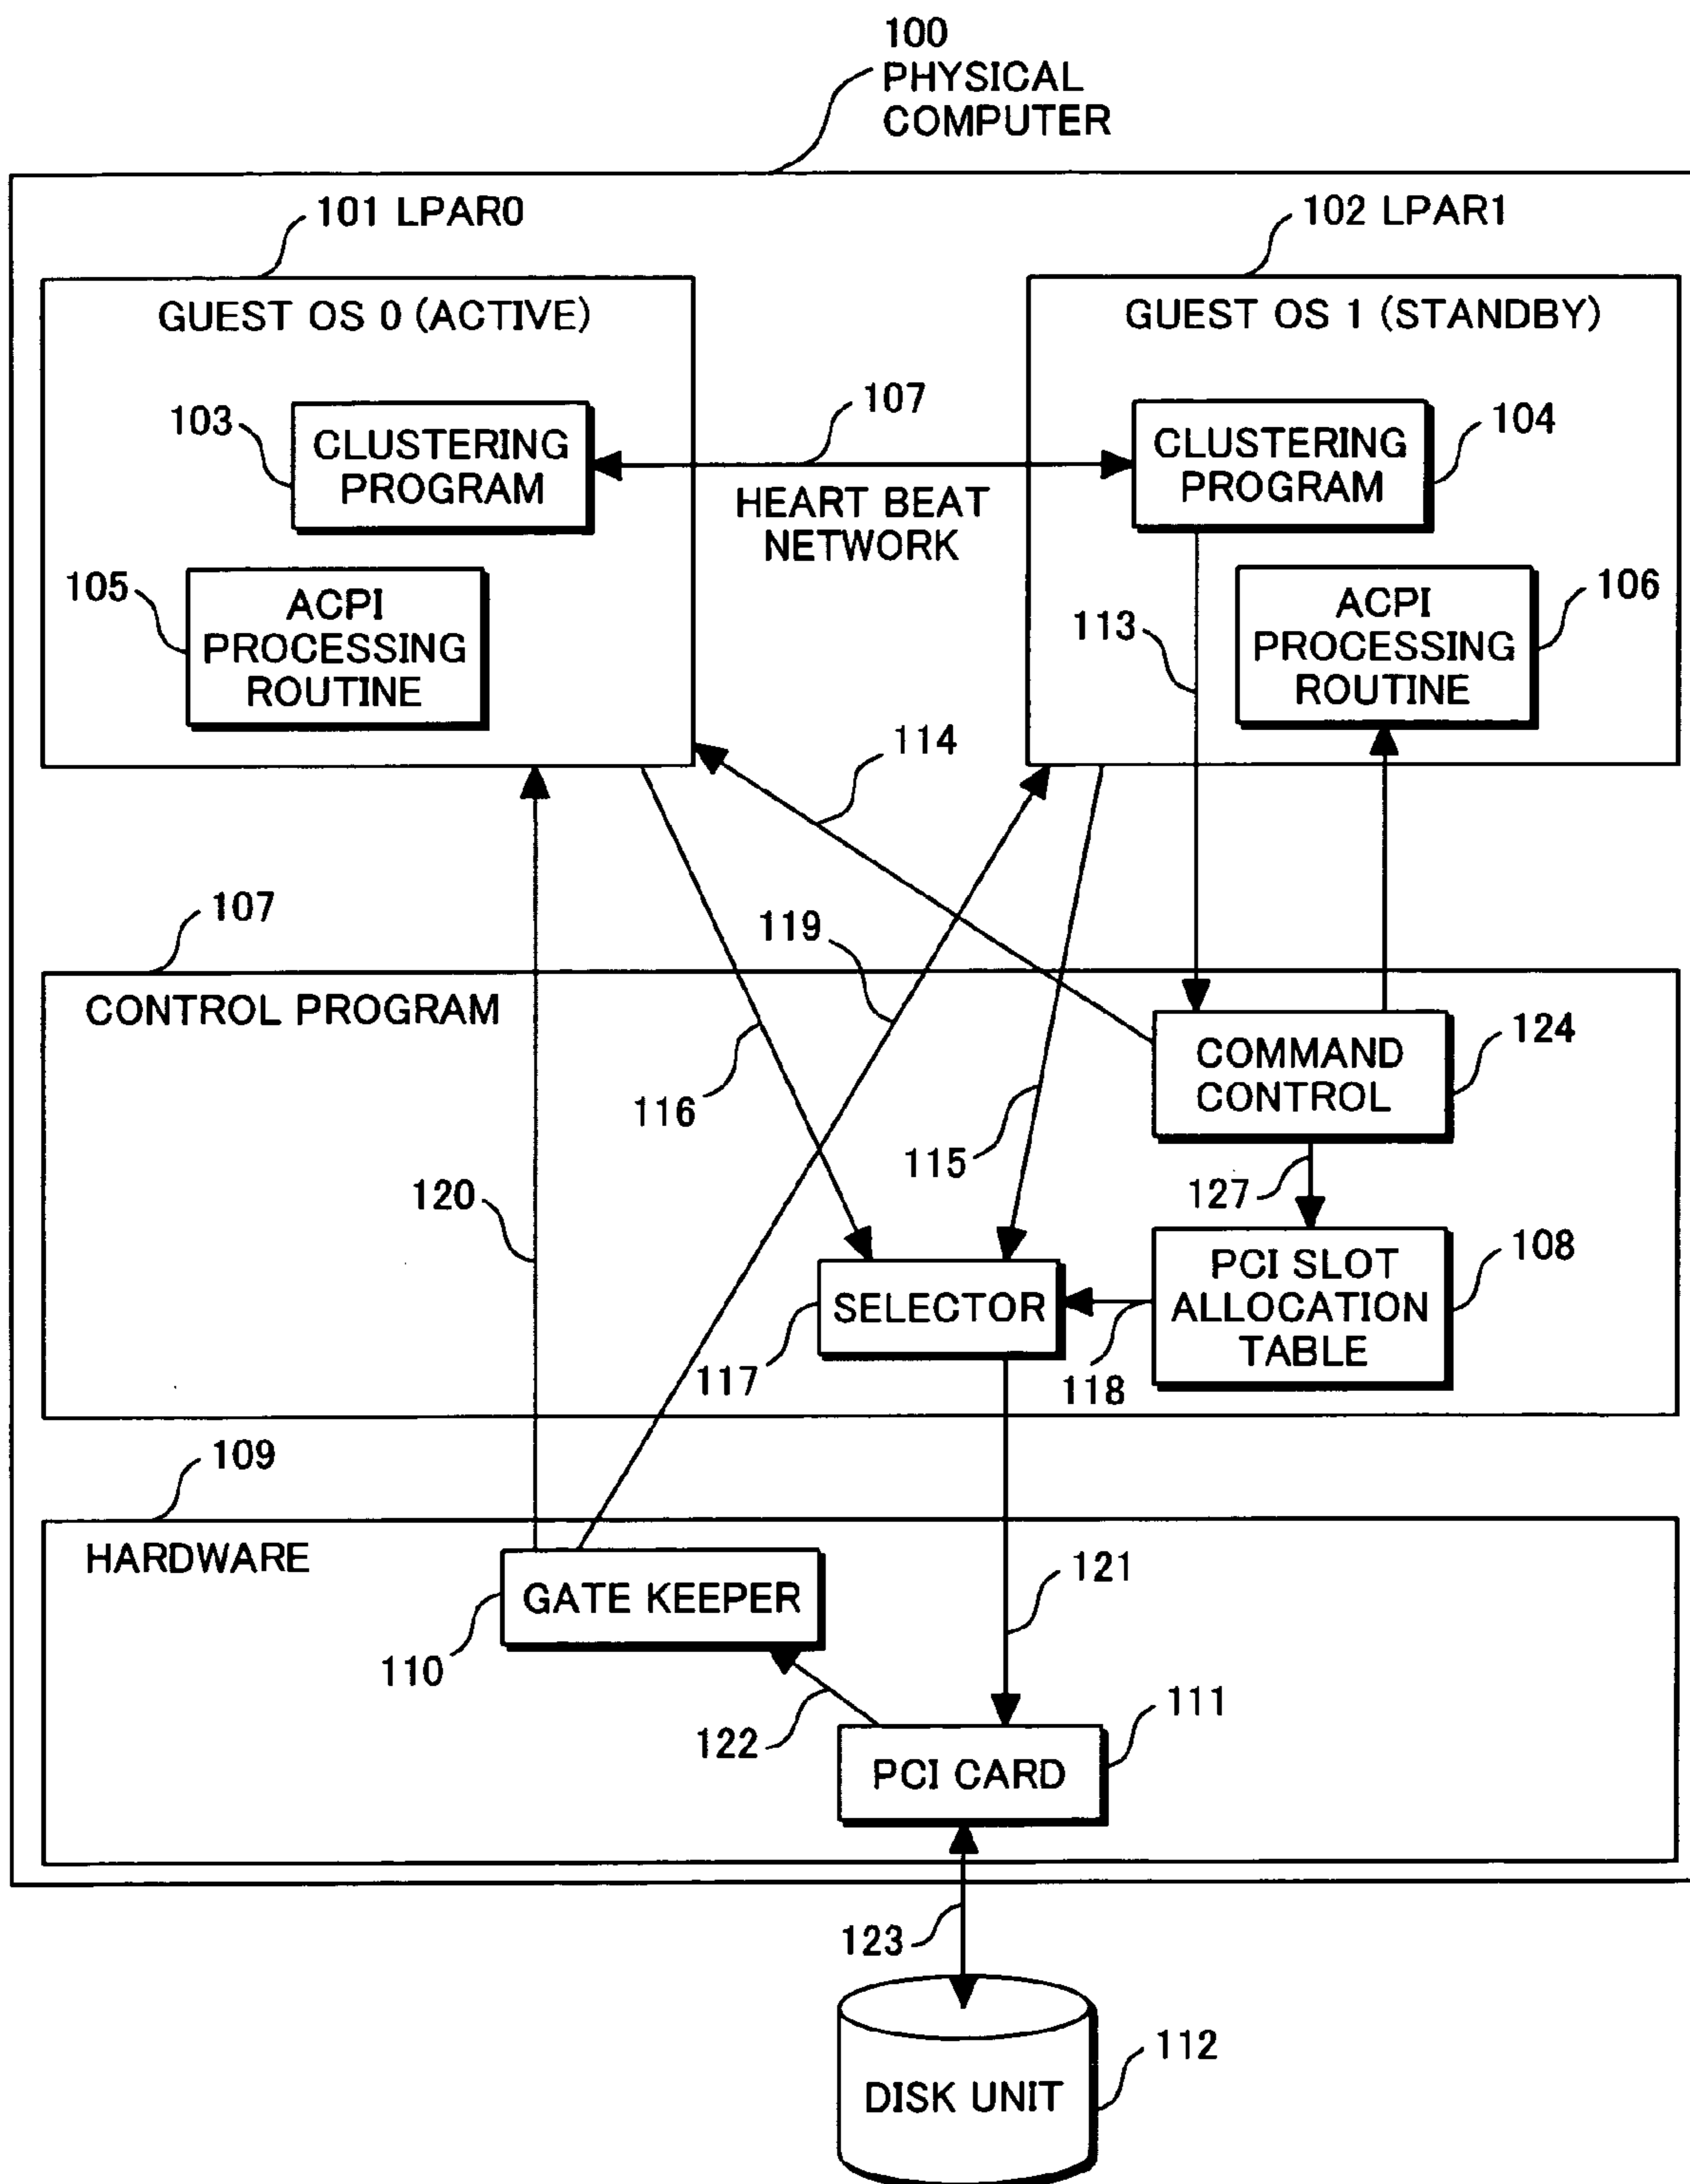 100
PHYSICAL
COMPUTER
101 LPAR0
102 LPAR1
GUEST OS 0 (ACTIVE)
GUEST OS 1 (STANDBY)
103
CLUSTERING
PROGRAM
107
HEART BEAT
NETWORK
CLUSTERING
PROGRAM
104
105
ACPI
PROCESSING
ROUTINE
113
ACPI
PROCESSING
ROUTINE
106
114
107
CONTROL PROGRAM
119
116
COMMAND
CONTROL
124
120
115
127
SELECTOR
117
118
PCI SLOT
ALLOCATION
TABLE
108
109
HARDWARE
GATE KEEPER
110
121
122
PCI CARD
111
123
DISK UNIT
112